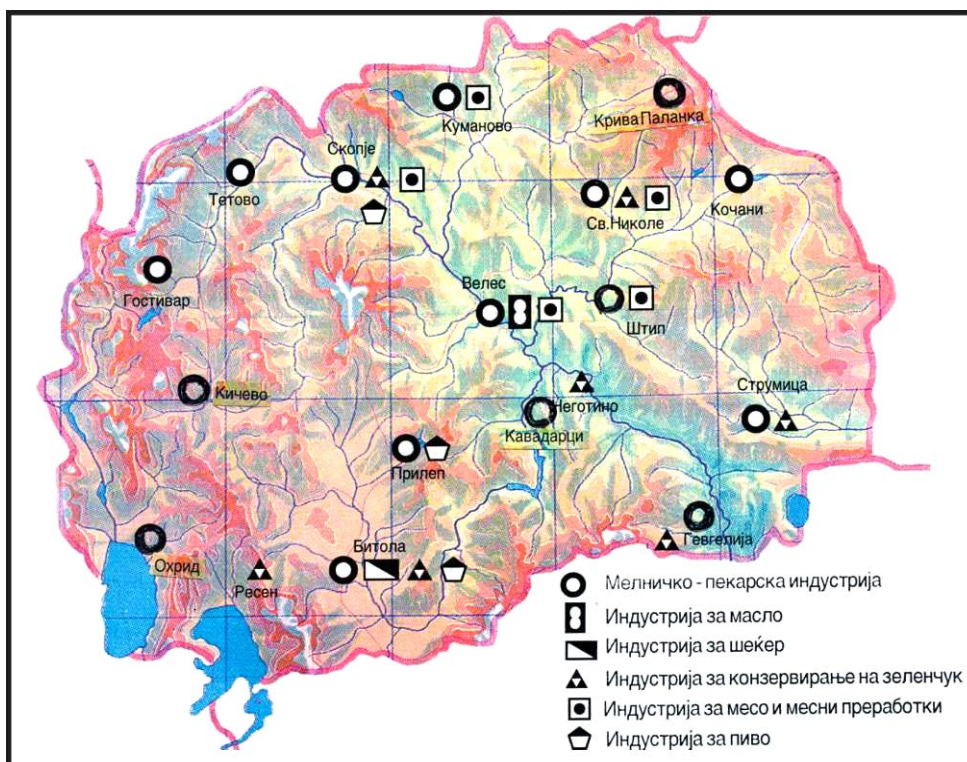 Куманово
Крива Паланка
Скопје
Тетово
Св.Николе
Кочани
Гостивар
Велес
Штип
Кичево
Неготино
Струмица
Кавадарци
Прилеп
Гевгелија
Битола
Охрид
Ресен
Мелничко - пекарска индустрија
Индустрија за масло
Индустрија за шеќер
Индустрија за конзервирање на зеленчук
Индустрија за месо и месни преработки
Индустрија за пиво